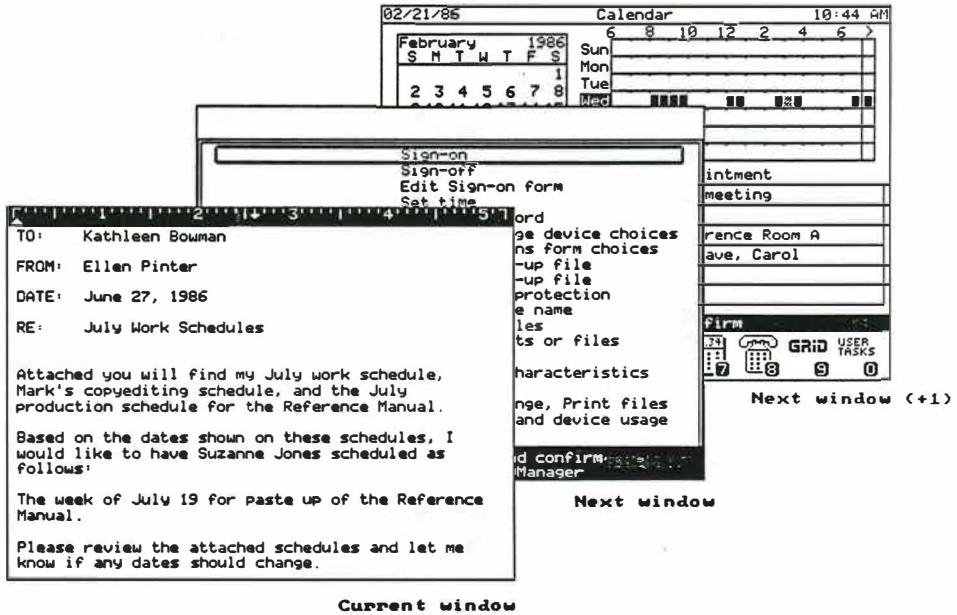 02/21/86 Calendar 10:44 AM
6 8 10 12 2 4 6 >
February 1986
S M T W T F S
1
2 3 4 5 6 7 8
Sun
Mon
Tue
Wed
intment
meeting
rence Room A
ave, Carol
firm
7 8 GRiD 9 USER TASKS 0
Next window (+1)
Sign-on
Sign-off
Edit Sign-on form
Set time
ord
ge device choices
ns form choices
-up file
-up file
protection
e name
les
ts or files
haracteristics
nge, Print files
and device usage
d confirm
Manager
Next window
1 2 3 4 5
TO: Kathleen Bowman
FROM: Ellen Pinter
DATE: June 27, 1986
RE: July Work Schedules
Attached you will find my July work schedule,
Mark's copyediting schedule, and the July
production schedule for the Reference Manual.
Based on the dates shown on these schedules, I
would like to have Suzanne Jones scheduled as
follows:
The week of July 19 for paste up of the Reference
Manual.
Please review the attached schedules and let me
know if any dates should change.
Current window